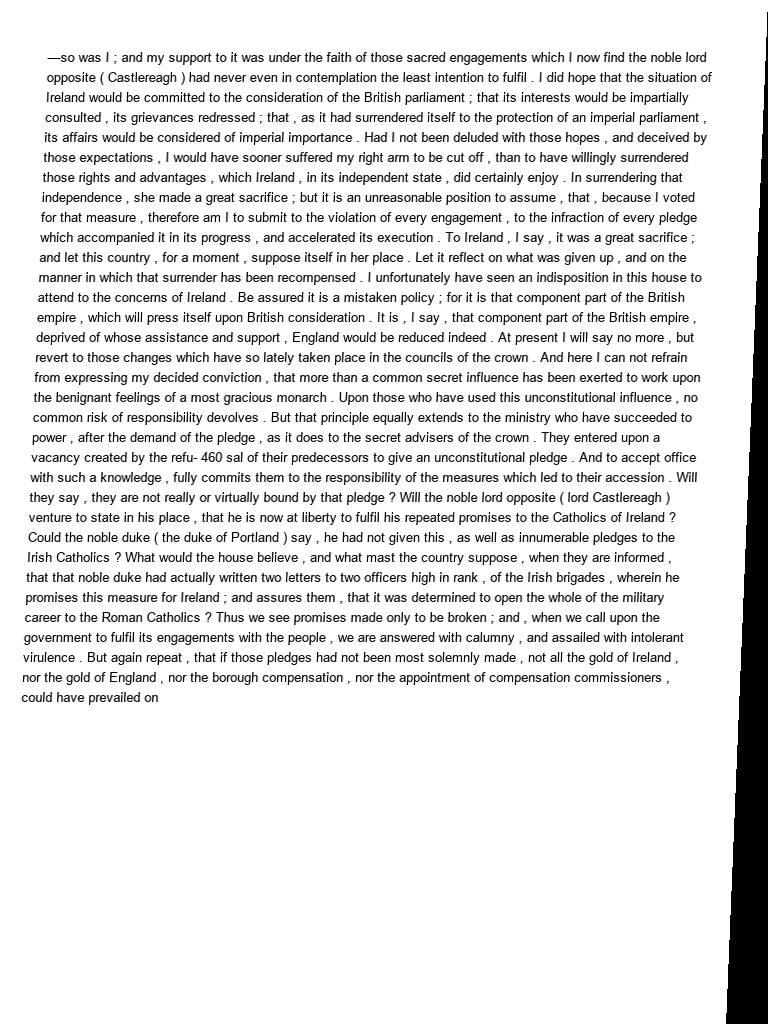 —so was I ; and my support to it was under the faith of those sacred engagements which I now find the noble lord
opposite ( Castlereagh ) had never even in contemplation the least intention to fulfil . I did hope that the situation of
Ireland would be committed to the consideration of the British parliament ; that its interests would be impartially
consulted , its grievances redressed ; that , as it had surrendered itself to the protection of an imperial parliament ,
its affairs would be considered of imperial importance . Had I not been deluded with those hopes , and deceived by
those expectations , I would have sooner suffered my right arm to be cut off , than to have willingly surrendered
those rights and advantages , which Ireland , in its independent state , did certainly enjoy . In surrendering that
independence , she made a great sacrifice ; but it is an unreasonable position to assume , that , because I voted
for that measure , therefore am I to submit to the violation of every engagement , to the infraction of every pledge
which accompanied it in its progress , and accelerated its execution . To Ireland , I say , it was a great sacrifice ;
and let this country , for a moment , suppose itself in her place . Let it reflect on what was given up , and on the
manner in which that surrender has been recompensed . I unfortunately have seen an indisposition in this house to
attend to the concerns of Ireland . Be assured it is a mistaken policy ; for it is that component part of the British
empire , which will press itself upon British consideration . It is , I say , that component part of the British empire ,
deprived of whose assistance and support , England would be reduced indeed . At present I will say no more , but
revert to those changes which have so lately taken place in the councils of the crown . And here I can not refrain
from expressing my decided conviction , that more than a common secret influence has been exerted to work upon
the benignant feelings of a most gracious monarch . Upon those who have used this unconstitutional influence , no
common risk of responsibility devolves . But that principle equally extends to the ministry who have succeeded to
power , after the demand of the pledge , as it does to the secret advisers of the crown . They entered upon a
vacancy created by the refu- 460 sal of their predecessors to give an unconstitutional pledge . And to accept office
with such a knowledge , fully commits them to the responsibility of the measures which led to their accession . Will
they say , they are not really or virtually bound by that pledge ? Will the noble lord opposite ( lord Castlereagh )
venture to state in his place , that he is now at liberty to fulfil his repeated promises to the Catholics of Ireland ?
Could the noble duke ( the duke of Portland ) say , he had not given this , as well as innumerable pledges to the
Irish Catholics ? What would the house believe , and what mast the country suppose , when they are informed ,
that that noble duke had actually written two letters to two officers high in rank , of the Irish brigades , wherein he
promises this measure for Ireland ; and assures them , that it was determined to open the whole of the military
career to the Roman Catholics ? Thus we see promises made only to be broken ; and , when we call upon the
government to fulfil its engagements with the people , we are answered with calumny , and assailed with intolerant
virulence . But again repeat , that if those pledges had not been most solemnly made , not all the gold of Ireland ,
nor the gold of England , nor the borough compensation , nor the appointment of compensation commissioners ,
could have prevailed on